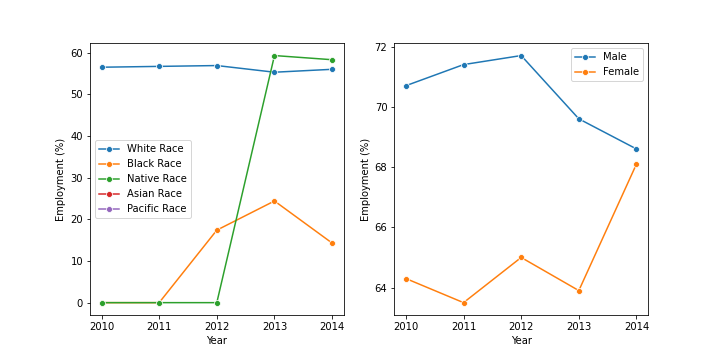 60
50
40
30
20
10
0
Employment (%)
White Race
Black Race
Native Race
Asian Race
Pacific Race
2010 2011 2012 2013 2014
Year
72
70
68
66
64
Employment (%)
Male
Female
2010 2011 2012 2013 2014
Year